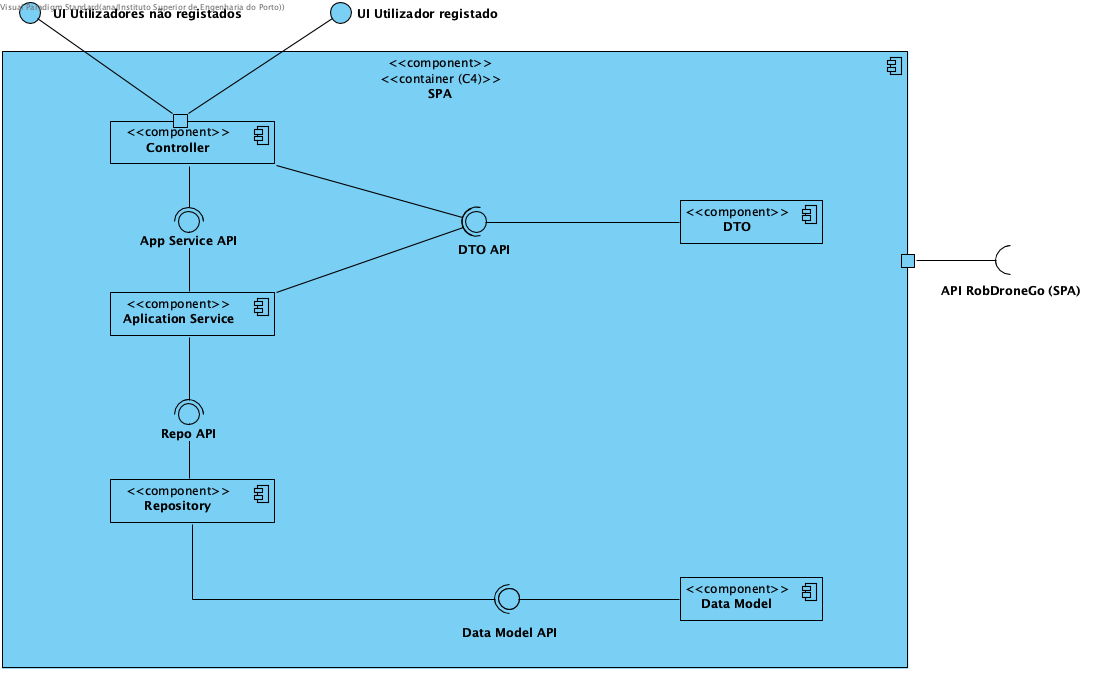 Visual Paradigm Standard(ana(Instituto Superior de Engenharia do Porto))
UI Utilizadores não registados
UI Utilizador registado
<<component>>
<<container (C4)>>
SPA
<<component>>
Controller
App Service API
DTO API
<<component>>
DTO
API RobDroneGo (SPA)
<<component>>
Aplication Service
Repo API
<<component>>
Repository
<<component>>
Data Model
Data Model API